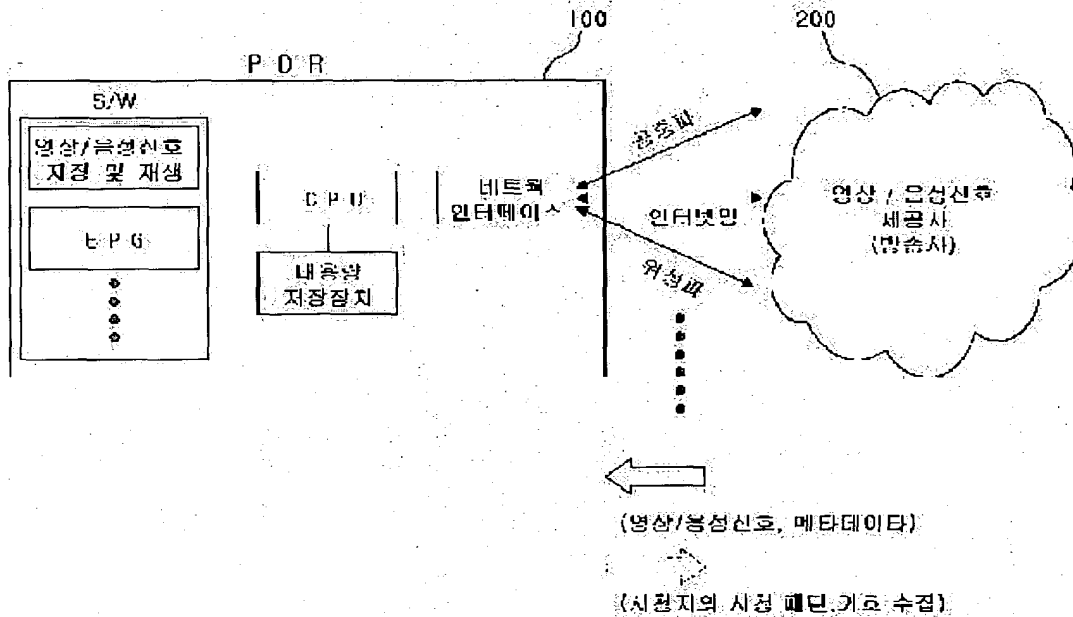 100
200
P D R
S/W
영상/음성신호
저장 및 재생
E P G
C P U
대용량
저장장치
네트웍
인터페이스
공중파
인터넷망
위성파
영상 / 음성신호
제공사
(방송사)
(영상/음성신호, 메타데이타)
(시청자의 시청 패턴,기호 수집)